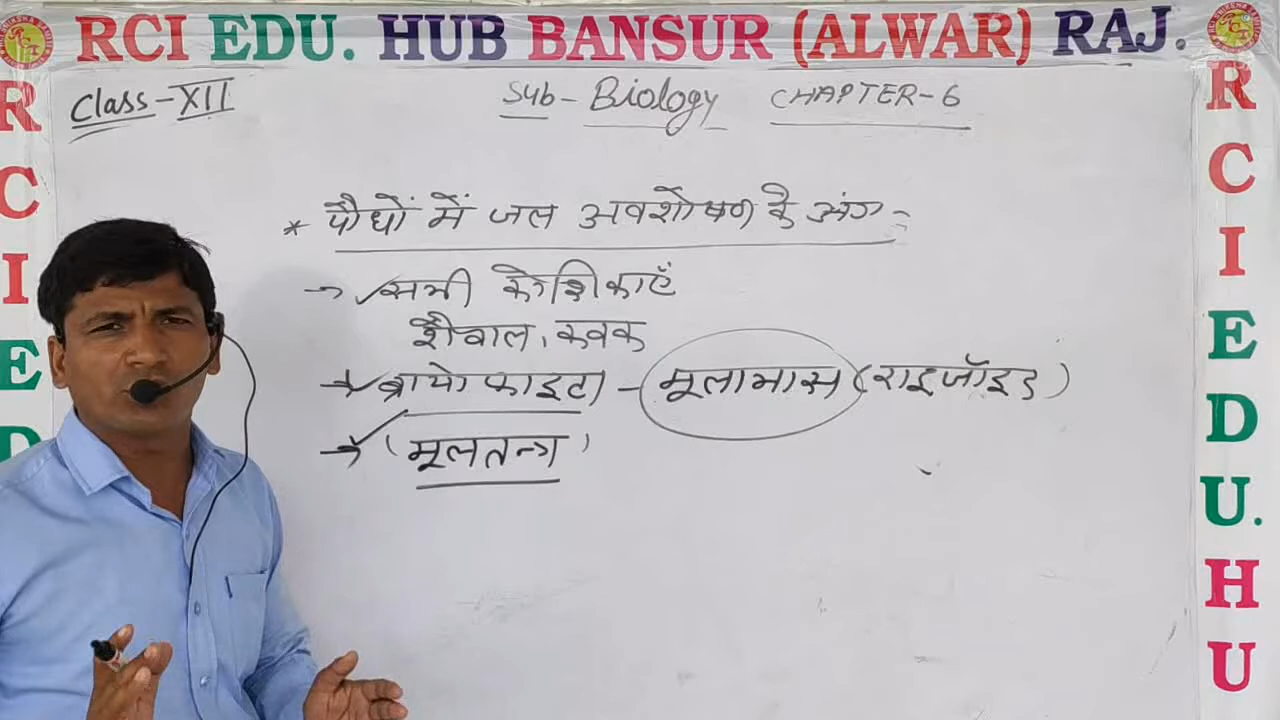 RCI EDU. HUB BANSUR (ALWAR) RAJ.
Class-XII
Sub- Biology CHAPTER-6
* पौधों में जल अवशोषण के अंग :-
→ सभी कोशिकाएँ
शैवाल, कवक
→ ब्रायोफाइटा - मूलाभास (राइजॉइड)
→ (मूलतन्त्र)
R
C
I
E
D
R
C
I
E
D
U.
H
U